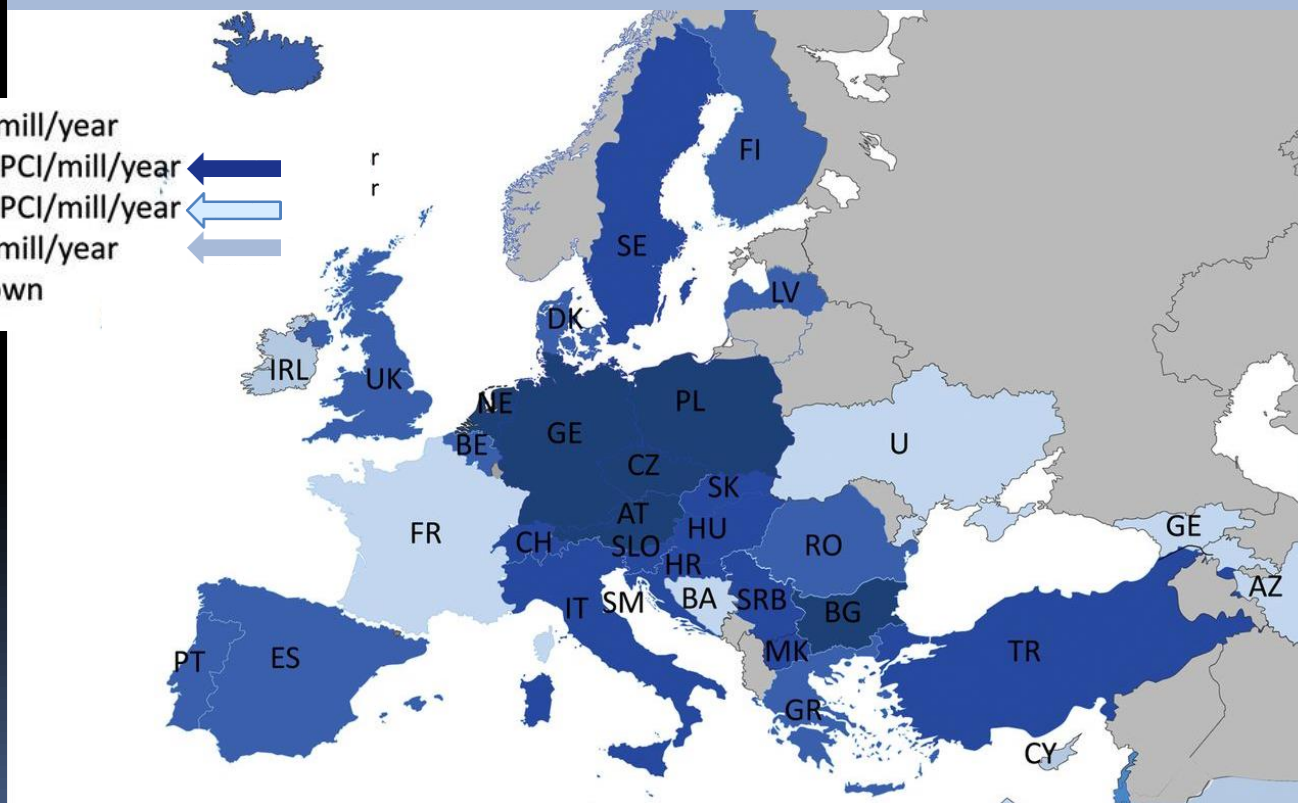 mill/year
PCI/mill/year
r
PCI/mill/year
r
mill/year
own
FI
SE
LV
DK
IRL
UK
NE
PL
GE
BE
CZ
U
SK
AT
FR
HU
CH
SLO
RO
HR
GE
IT
SM
BA
SRB
BG
AZ
PT
ES
MK
TR
GR
CY